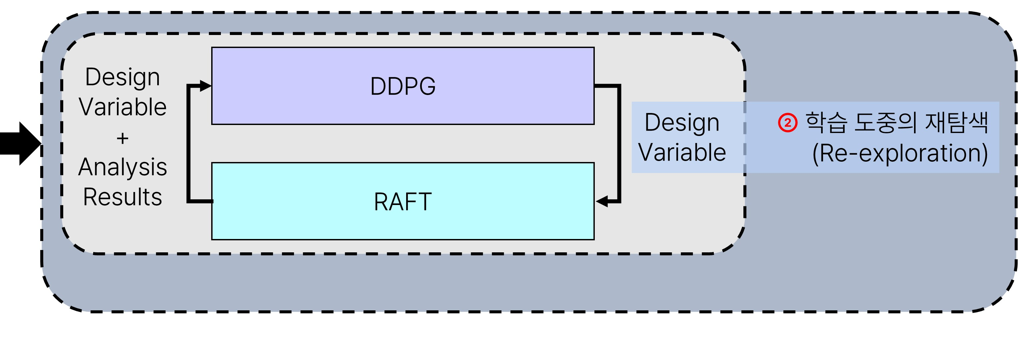 Design
Variable
+
Analysis
Results
DDPG
RAFT
Design
Variable
② 학습 도중의 재탐색
(Re-exploration)